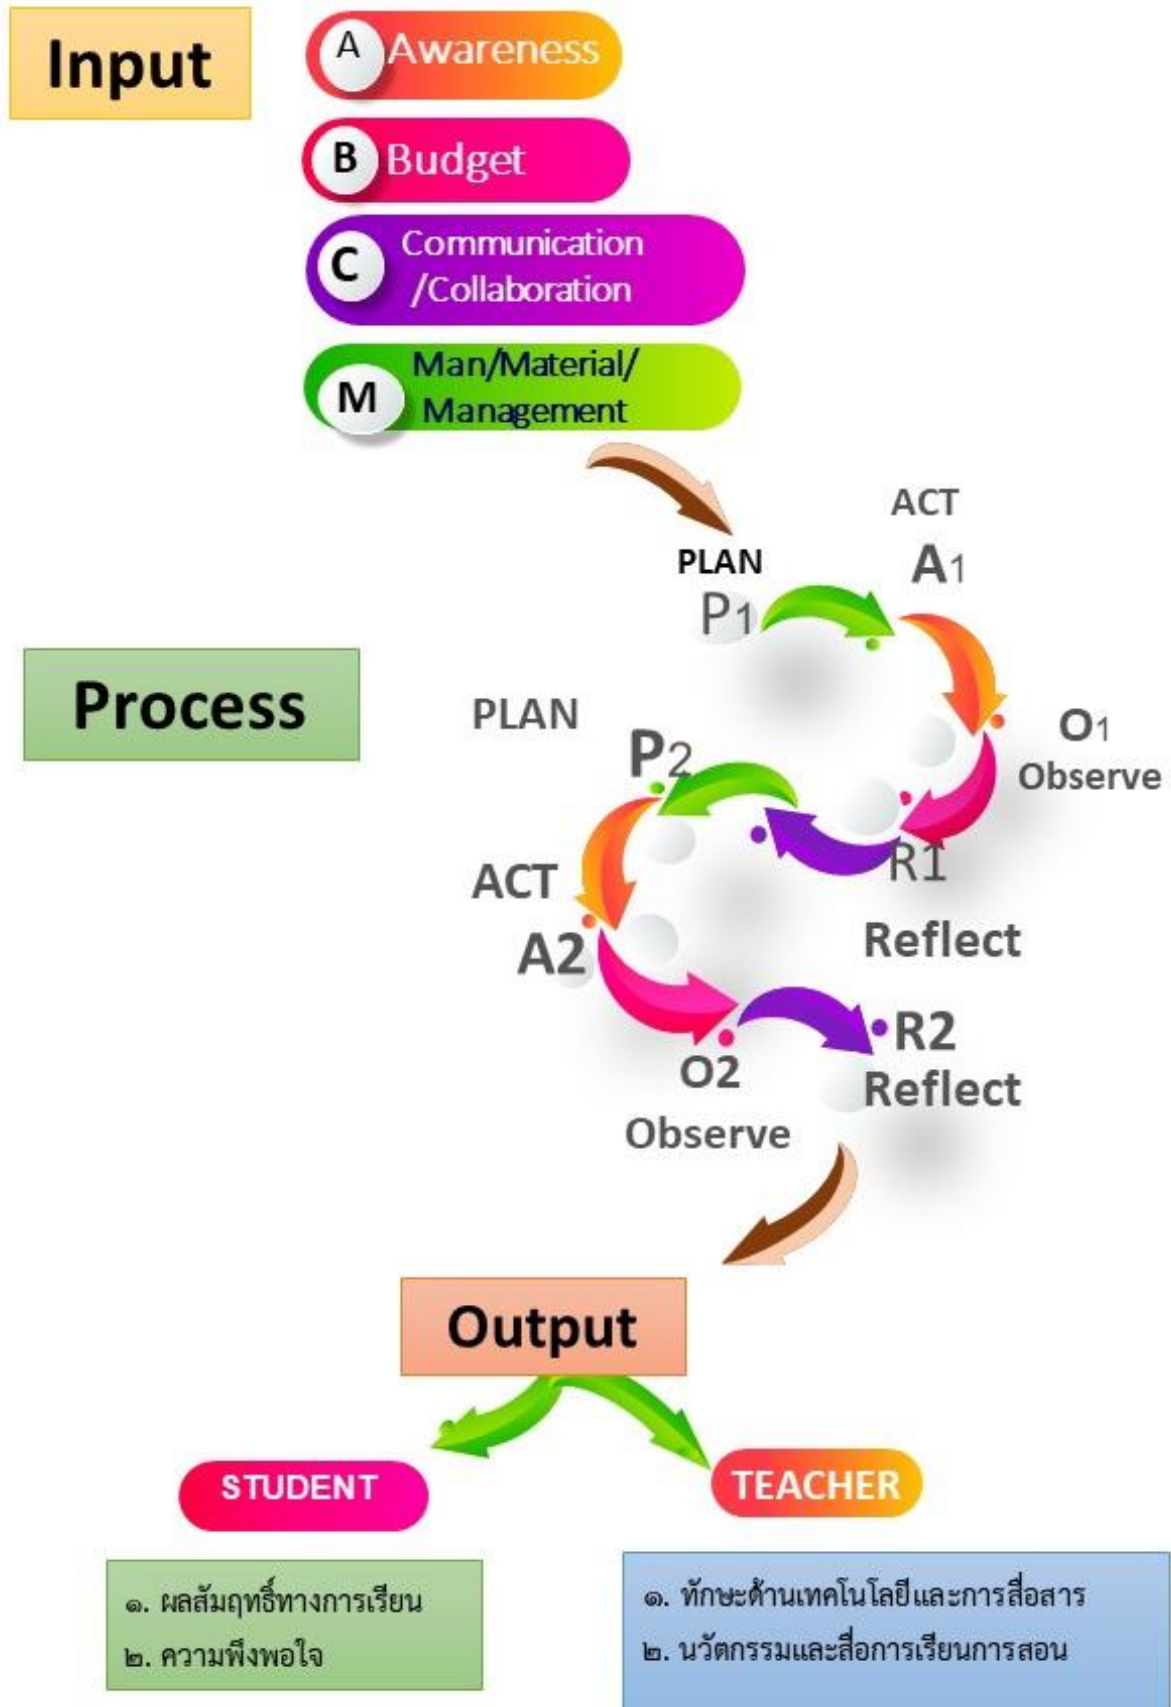 Input
A Awareness
B Budget
C Communication
/Collaboration
M Man/Material/
Management
Process
PLAN
P1
ACT
A1
O1
Observe
R1
Reflect
PLAN
P2
ACT
A2
O2
Observe
R2
Reflect
Output
STUDENT
๑. ผลสัมฤทธิ์ทางการเรียน
๒. ความพึงพอใจ
TEACHER
๑. ทักษะด้านเทคโนโลยีและการสื่อสาร
๒. นวัตกรรมและสื่อการเรียนการสอน